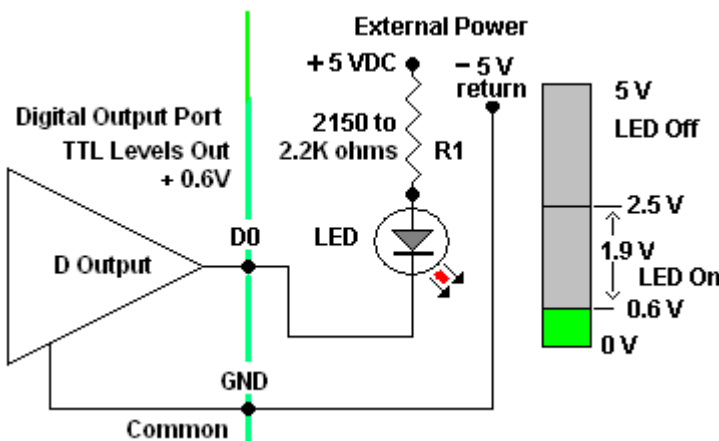 External Power
+ 5 VDC
− 5 V
return
Digital Output Port
TTL Levels Out
+ 0.6V
2150 to
2.2K ohms
R1
D0
LED
D Output
GND
Common
5 V
LED Off
2.5 V
1.9 V
LED On
0.6 V
0 V